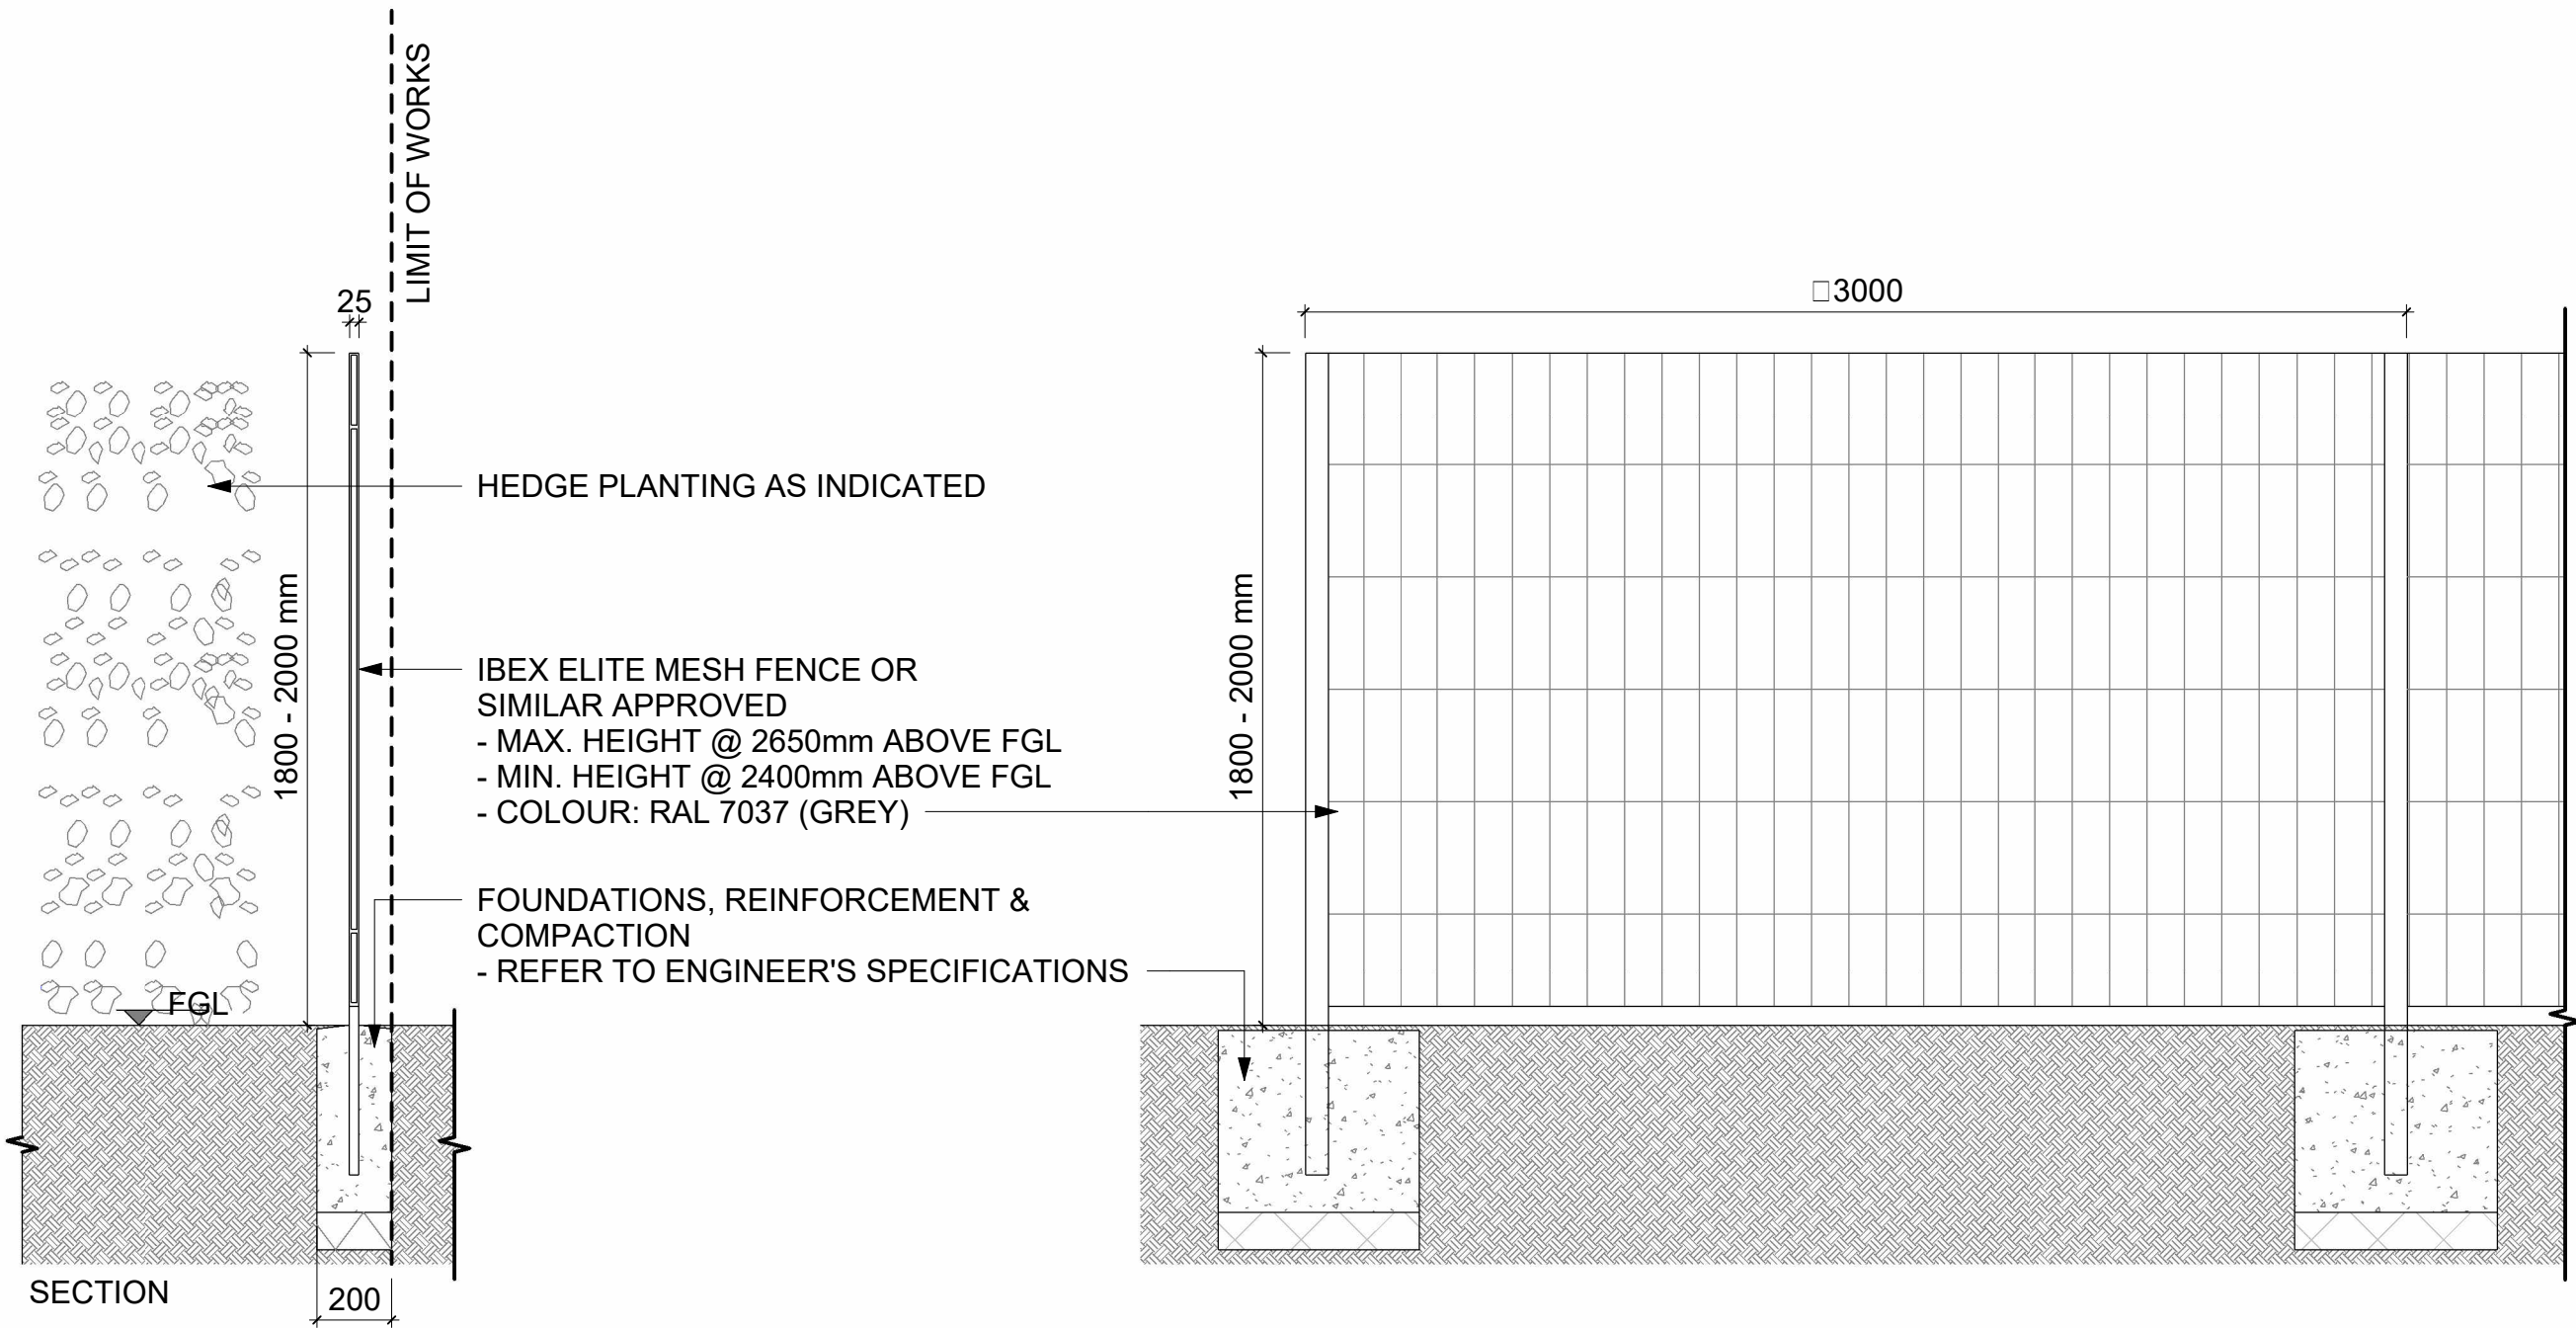 LIMIT OF WORKS
25
□3000
HEDGE PLANTING AS INDICATED
1800 - 2000 mm
1800 - 2000 mm
IBEX ELITE MESH FENCE OR
SIMILAR APPROVED
- MAX. HEIGHT @ 2650mm ABOVE FGL
- MIN. HEIGHT @ 2400mm ABOVE FGL
- COLOUR: RAL 7037 (GREY)
FOUNDATIONS, REINFORCEMENT &
COMPACTION
- REFER TO ENGINEER'S SPECIFICATIONS
FGL
SECTION
200